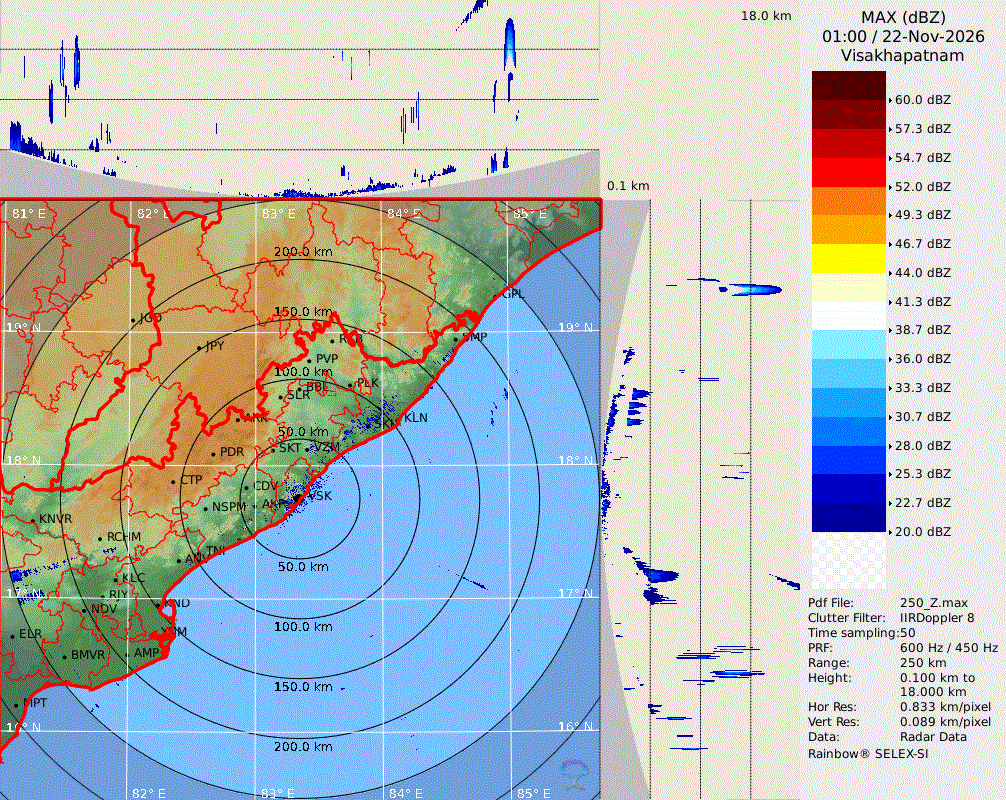 18.0 km
MAX (dBZ)
01:00 / 22-Nov-2026
Visakhapatnam
60.0 dBZ
57.3 dBZ
54.7 dBZ
52.0 dBZ
49.3 dBZ
46.7 dBZ
44.0 dBZ
41.3 dBZ
38.7 dBZ
36.0 dBZ
33.3 dBZ
30.7 dBZ
28.0 dBZ
25.3 dBZ
22.7 dBZ
20.0 dBZ
0.1 km
81° E 82° E 83° E 84° E 85° E
200.0 km
GPL
150.0 km
JGD
19° N 19° N
JPY
PVP
100.0 km
PLK
BBL
SLR
KLN
50.0 km
SKT VZM
PDR
18° N 18° N
CTP
CDV
VSK
NSPM
KNVR
RCHM
TNI
50.0 km
KLC
RJY
17° N 17° N
KND
NDV
100.0 km
ELR
BMVR AMP
150.0 km
MPT
16° N 16° N
200.0 km
82° E 83° E 84° E 85° E
Pdf File: 250_Z.max
Clutter Filter: IIRDoppler 8
Time sampling:50
PRF: 600 Hz / 450 Hz
Range: 250 km
Height: 0.100 km to
18.000 km
Hor Res: 0.833 km/pixel
Vert Res: 0.089 km/pixel
Data: Radar Data
Rainbow® SELEX-SI